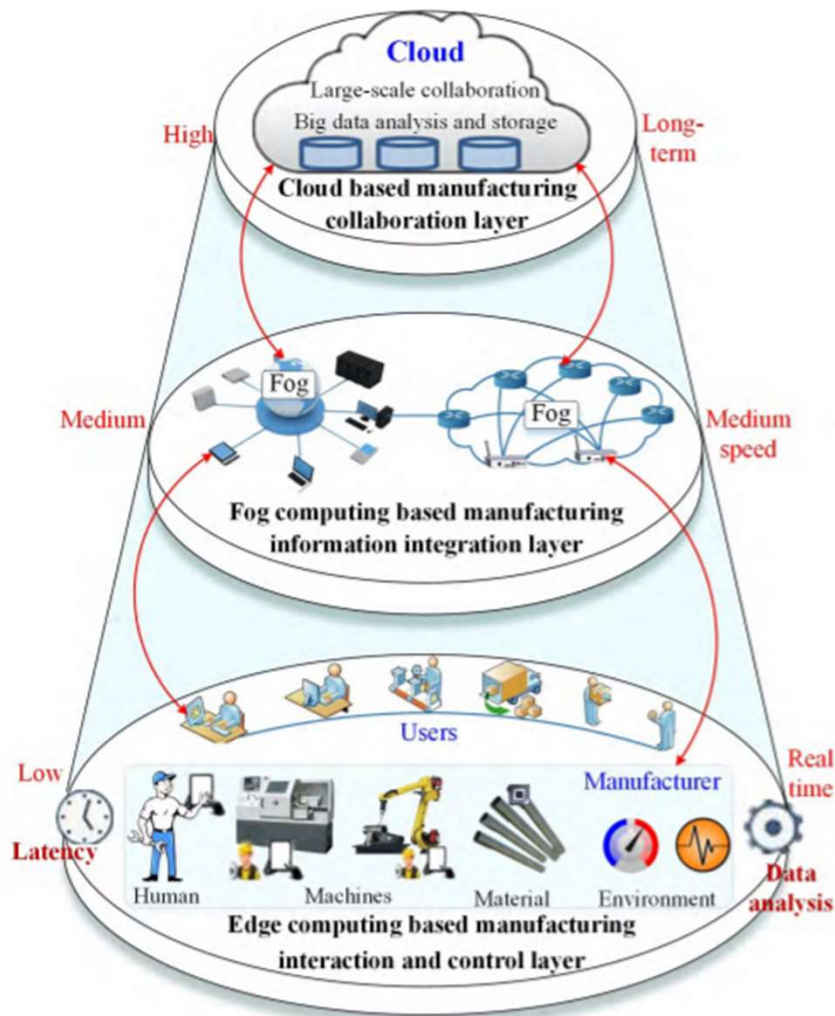 Cloud
Large-scale collaboration
Big data analysis and storage
High
Long-
term
Cloud based manufacturing
collaboration layer
Fog
Fog
Medium
Medium
speed
Fog computing based manufacturing
information integration layer
Users
Low
Latency
Manufacturer
Real
time
Human
Machines
Material
Environment
Data
analysis
Edge computing based manufacturing
interaction and control layer